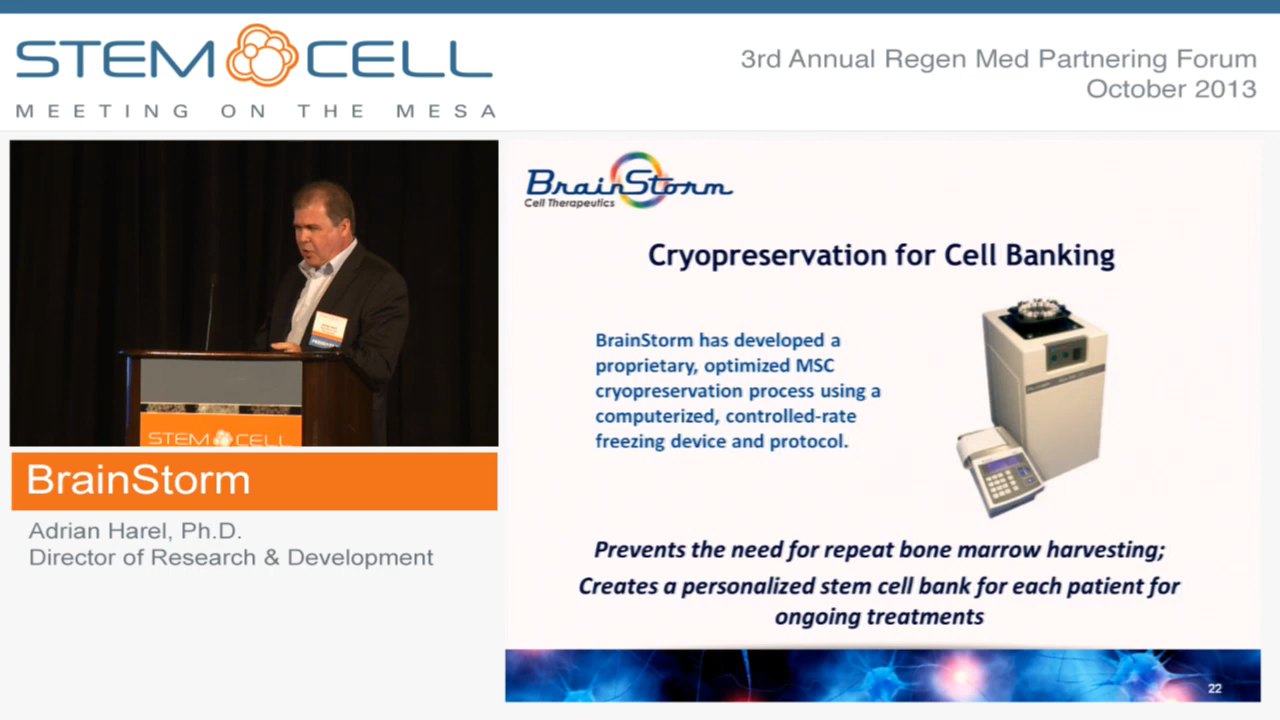 STEM CELL
MEETING ON THE MESA
3rd Annual Regen Med Partnering Forum
October 2013
STEM CELL
BrainStorm
Adrian Harel, Ph.D.
Director of Research & Development
BrainStorm
Cell Therapeutics
Cryopreservation for Cell Banking
BrainStorm has developed a
proprietary, optimized MSC
cryopreservation process using a
computerized, controlled-rate
freezing device and protocol.
Prevents the need for repeat bone marrow harvesting;
Creates a personalized stem cell bank for each patient for
ongoing treatments
22